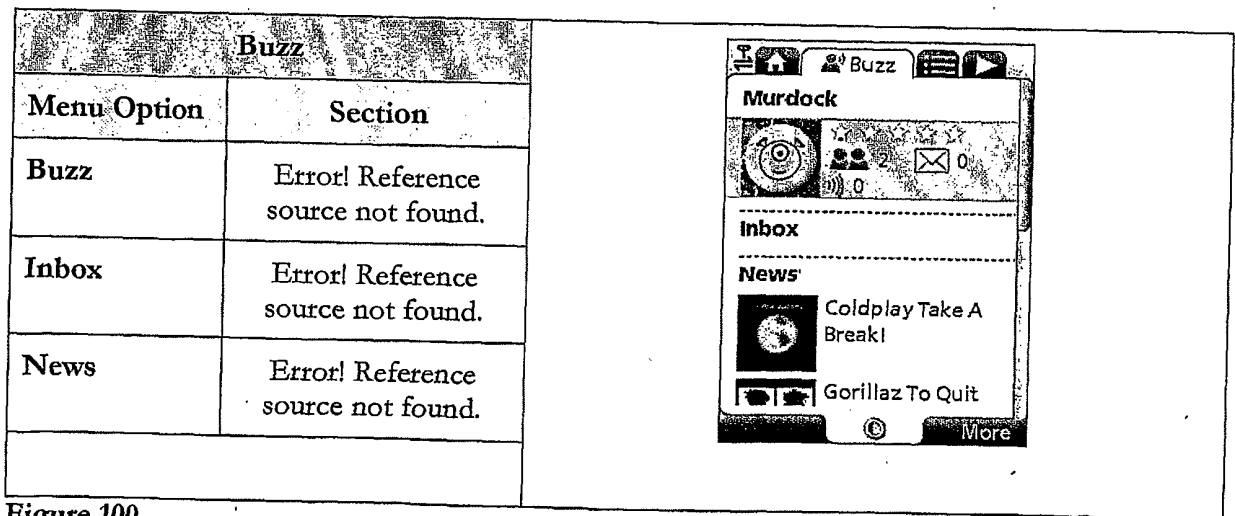 Buzz
Menu Option Section
Buzz Error! Reference
source not found.
Inbox Error! Reference
source not found.
News Error! Reference
source not found.
Buzz
Murdock
2 0
0
Inbox
News
Coldplay Take A
Break!
Gorillaz To Quit
More
Figure 100